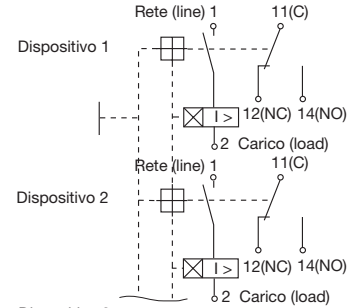 Rete (line) 1 11(C)
Dispositivo 1
I > 12(NC) 14(NO)
2 Carico (load)
Rete (line) 1 11(C)
Dispositivo 2
I > 12(NC) 14(NO)
2 Carico (load)